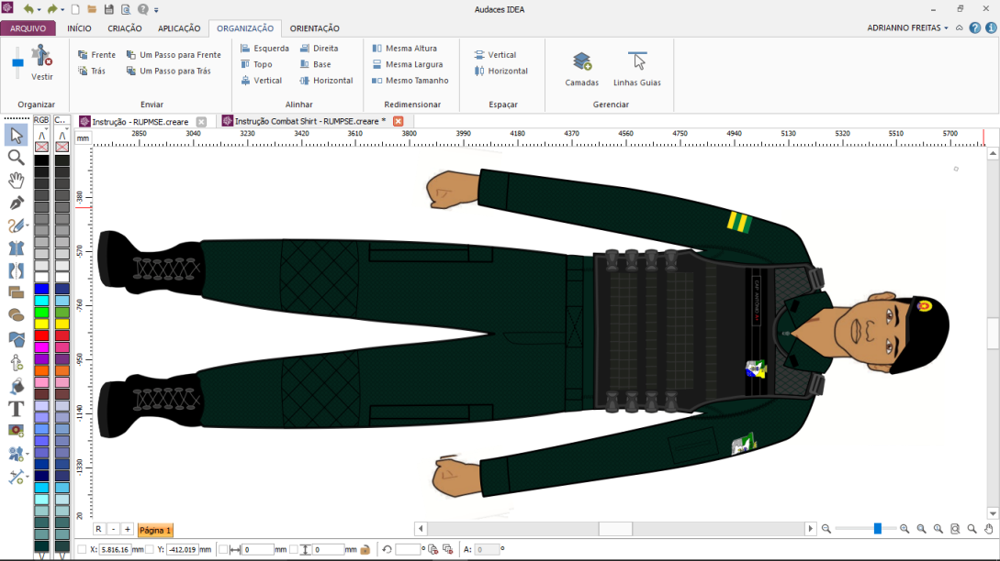 Audaces IDEA
ARQUIVO INÍCIO CRIAÇÃO APLICAÇÃO ORGANIZAÇÃO ORIENTAÇÃO ADRIANNO FREITAS
Frente Um Passo para Frente Esquerda Direita Mesma Altura Vertical
Trás Um Passo para Trás Topo Base Mesma Largura Horizontal
Vestir Vertical Horizontal Mesmo Tamanho Camadas Linhas Guias
Organizar Enviar Alinhar Redimensionar Espaçar Gerenciar
RGB C.. Instrução - RUPMSE.creare Instrução Combat Shirt - RUMPSE.creare *
mm 2850 3040 3230 3420 3610 3800 3990 4180 4370 4560 4750 4940 5130 5320 5510 5700
-380
-570
-760
-950
-1140
-1330
20
R - + Página 1
X: 5.816,16 mm Y: -412,019 mm 0 mm 0 mm ° A: 0 °